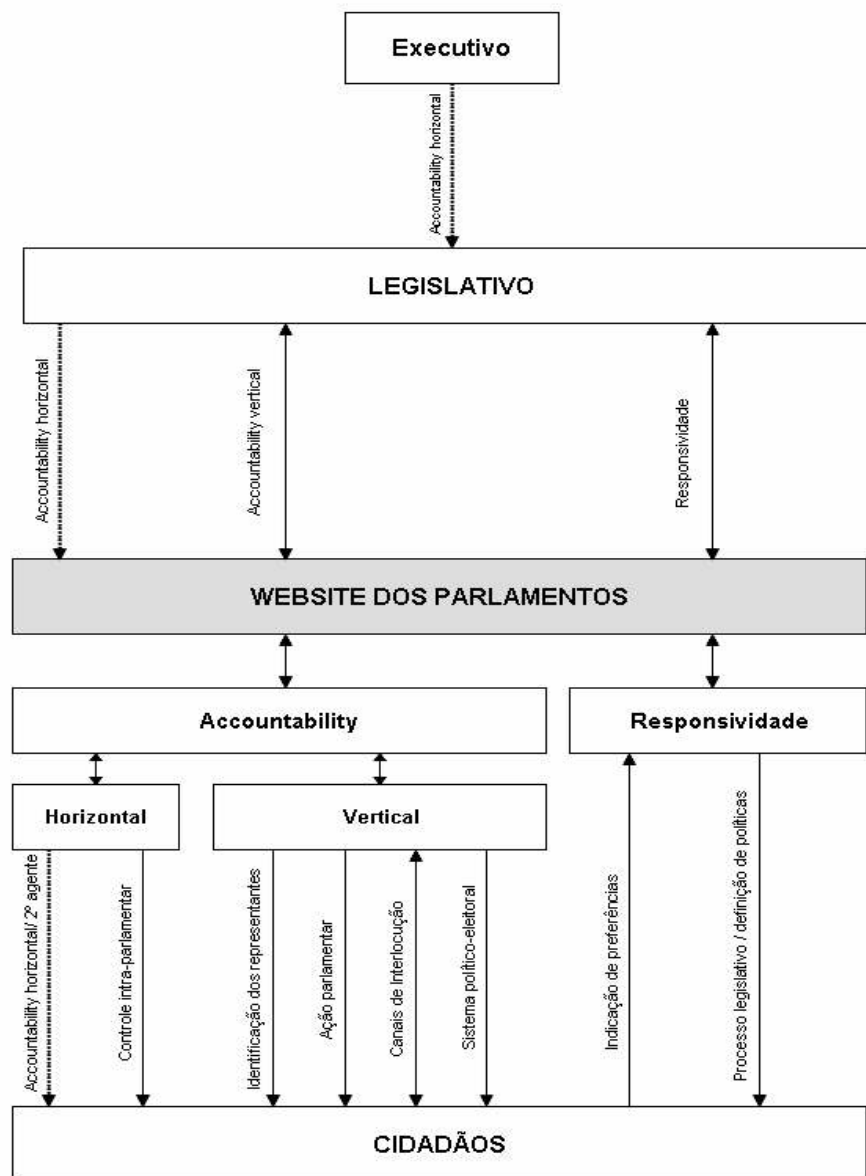 Executivo
Accountability horizontal
LEGISLATIVO
Accountability horizontal
Accountability vertical
Responsividade
WEBSITE DOS PARLAMENTOS
Accountability
Responsividade
Horizontal
Vertical
Accountability horizontal/ 2º agente
Controle intra-parlamentar
Identificação dos representantes
Ação parlamentar
Canais de Interlocução
Sistema político-eleitoral
Indicação de preferências
Processo legislativo / definição de políticas
CIDADÃOS